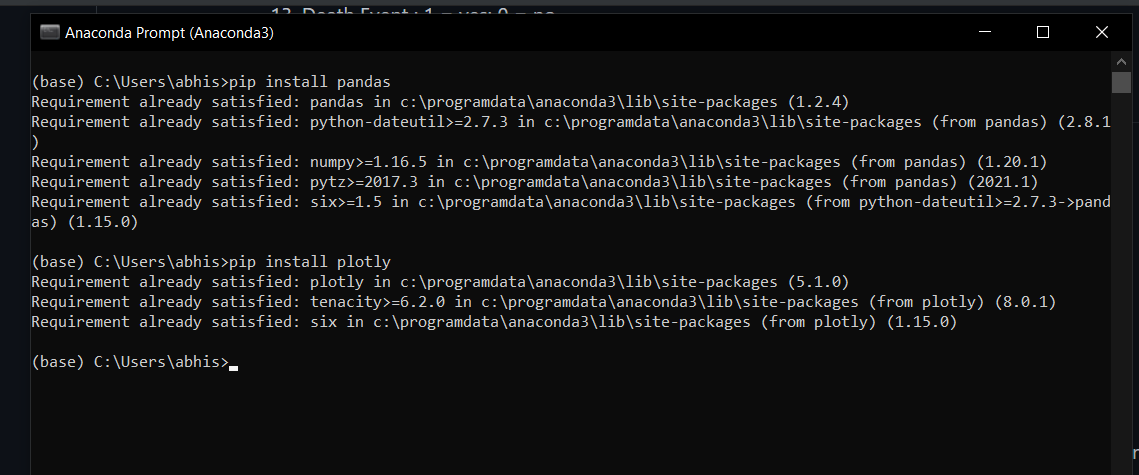 13. Death Event : 1 = yes; 0 = no
Anaconda Prompt (Anaconda3)
(base) C:\Users\abhis>pip install pandas
Requirement already satisfied: pandas in c:\programdata\anaconda3\lib\site-packages (1.2.4)
Requirement already satisfied: python-dateutil>=2.7.3 in c:\programdata\anaconda3\lib\site-packages (from pandas) (2.8.1
)
Requirement already satisfied: numpy>=1.16.5 in c:\programdata\anaconda3\lib\site-packages (from pandas) (1.20.1)
Requirement already satisfied: pytz>=2017.3 in c:\programdata\anaconda3\lib\site-packages (from pandas) (2021.1)
Requirement already satisfied: six>=1.5 in c:\programdata\anaconda3\lib\site-packages (from python-dateutil>=2.7.3->pand
as) (1.15.0)
(base) C:\Users\abhis>pip install plotly
Requirement already satisfied: plotly in c:\programdata\anaconda3\lib\site-packages (5.1.0)
Requirement already satisfied: tenacity>=6.2.0 in c:\programdata\anaconda3\lib\site-packages (from plotly) (8.0.1)
Requirement already satisfied: six in c:\programdata\anaconda3\lib\site-packages (from plotly) (1.15.0)
(base) C:\Users\abhis>